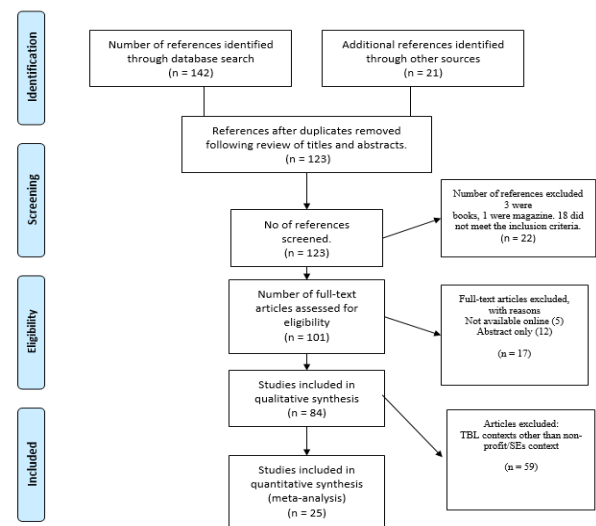 Identification
Number of references identified
through database search
(n = 142)
Additional references identified
through other sources
(n = 21)
References after duplicates removed
following review of titles and abstracts.
(n = 123)
Screening
No of references
screened.
(n = 123)
Number of references excluded
3 were
books, 1 were magazine. 18 did
not meet the inclusion criteria.
(n = 22)
Eligibility
Number of full-text
articles assessed for
eligibility
(n = 101)
Full-text articles excluded,
with reasons
Not available online (5)
Abstract only (12)
(n = 17)
Studies included in
qualitative synthesis
(n = 84)
Included
Articles excluded:
TBL contexts other than non-
profit/SEs context
(n = 59)
Studies included in
quantitative synthesis
(meta-analysis)
(n = 25)